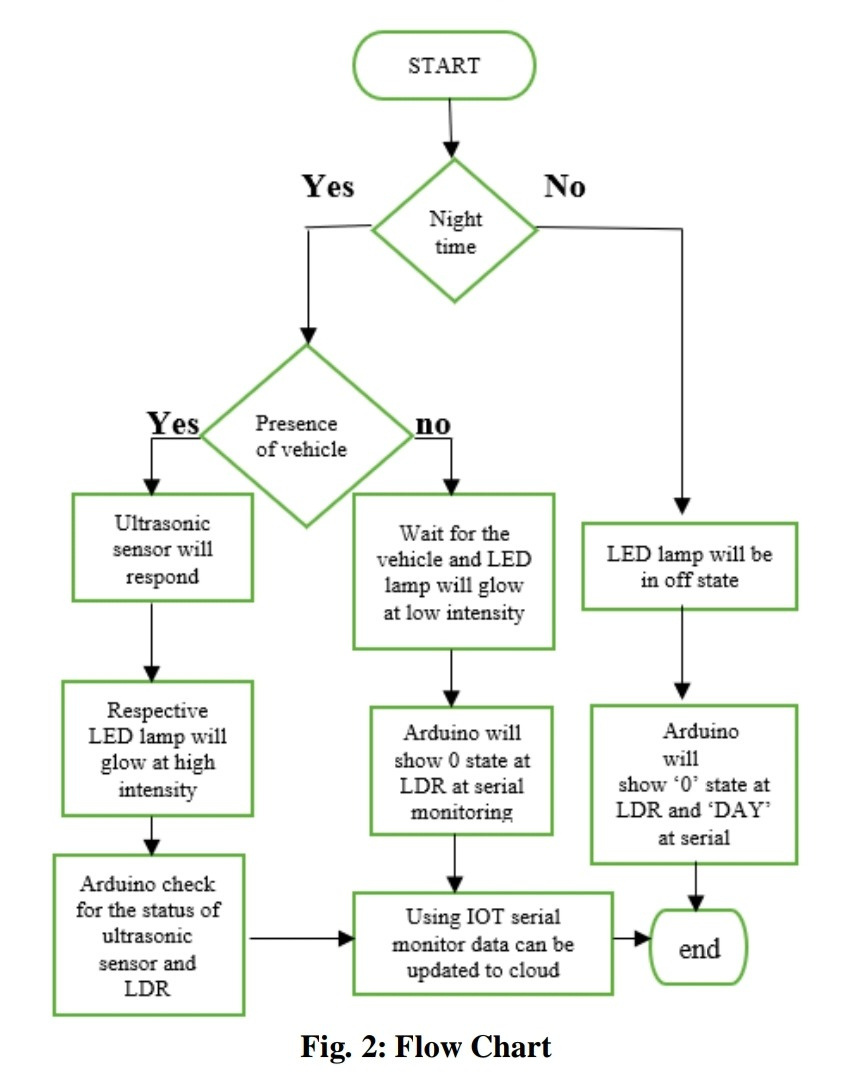 START
Yes
No
Night
time
Yes
Presence
of vehicle
no
Ultrasonic
sensor will
respond
Wait for the
vehicle and LED
lamp will glow
at low intensity
LED lamp will be
in off state
Respective
LED lamp will
glow at high
intensity
Arduino will
show 0 state at
LDR at serial
monitoring
Arduino
will
show ‘0’ state at
LDR and ‘DAY’
at serial
Arduino check
for the status of
ultrasonic
sensor and
LDR
Using IOT serial
monitor data can be
updated to cloud
end
Fig. 2: Flow Chart